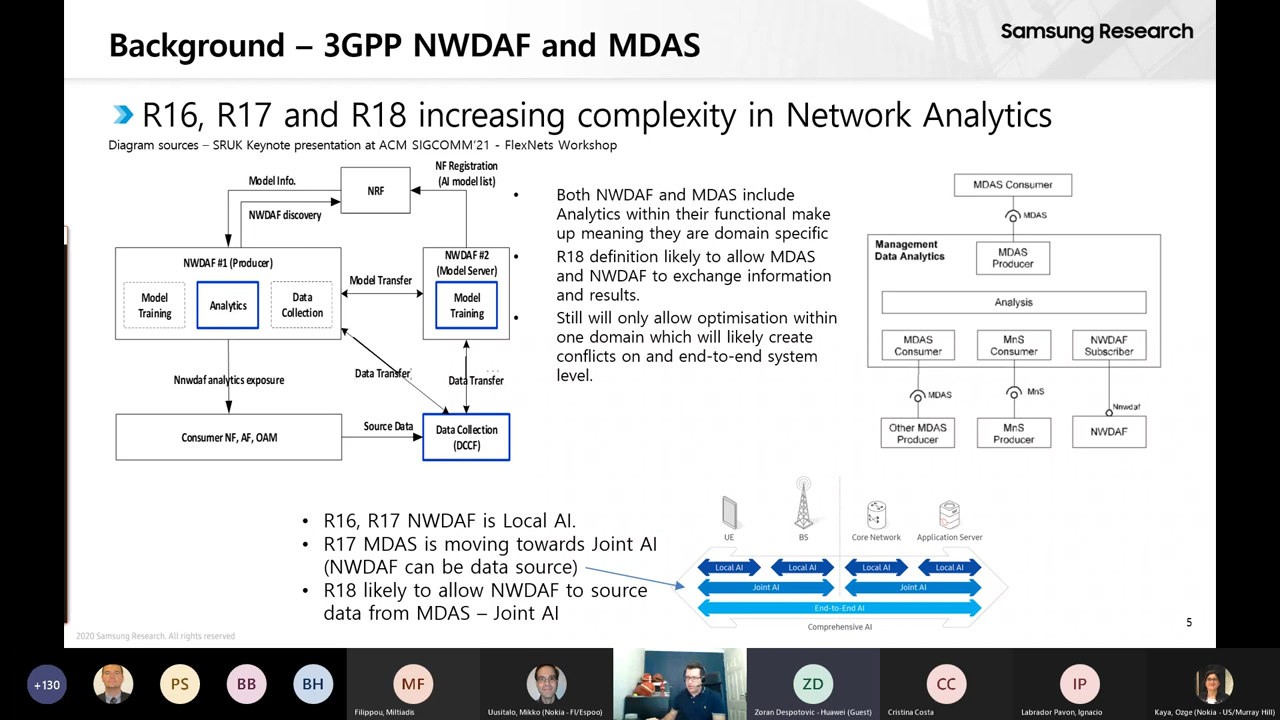 Background – 3GPP NWDAF and MDAS
Samsung Research
R16, R17 and R18 increasing complexity in Network Analytics
Diagram sources – SRUK Keynote presentation at ACM SIGCOMM'21 - FlexNets Workshop
Model Info.
NRF
NF Registration
(AI model list)
NWDAF discovery
NWDAF #1 (Producer)
Model
Training
Analytics
Data
Collection
Model Transfer
NWDAF #2
(Model Server)
Model
Training
Nnwdaf analytics exposure
Data Transfer
Data Transfer
Consumer NF, AF, OAM
Source Data
Data Collection
(DCCF)
• Both NWDAF and MDAS include
Analytics within their functional make
up meaning they are domain specific
• R18 definition likely to allow MDAS
and NWDAF to exchange information
and results.
• Still will only allow optimisation within
one domain which will likely create
conflicts on and end-to-end system
level.
MDAS Consumer
MDAS
Management
Data Analytics
MDAS
Producer
Analysis
MDAS
Consumer
MnS
Consumer
NWDAF
Subscriber
MDAS
MnS
Nnwdaf
Other MDAS
Producer
MnS
Producer
NWDAF
• R16, R17 NWDAF is Local AI.
• R17 MDAS is moving towards Joint AI
(NWDAF can be data source)
• R18 likely to allow NWDAF to source
data from MDAS – Joint AI
UE
BS
Core Network
Application Server
Local AI
Local AI
Local AI
Local AI
Joint AI
Joint AI
End-to-End AI
Comprehensive AI
2020 Samsung Research. All rights reserved
5
+130
PS
BB
BH
MF
ZD
CC
IP
Filippou, Miltiadis
Uusitalo, Mikko (Nokia - FI/Espoo)
Zoran Despotovic - Huawei (Guest)
Cristina Costa
Labrador Pavon, Ignacio
Kaya, Ozge (Nokia - US/Murray Hill)